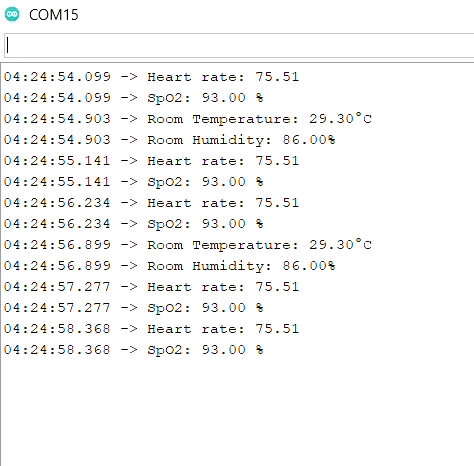 COM15
04:24:54.099 -> Heart rate: 75.51
04:24:54.099 -> SpO2: 93.00 %
04:24:54.903 -> Room Temperature: 29.30°C
04:24:54.903 -> Room Humidity: 86.00%
04:24:55.141 -> Heart rate: 75.51
04:24:55.141 -> SpO2: 93.00 %
04:24:56.234 -> Heart rate: 75.51
04:24:56.234 -> SpO2: 93.00 %
04:24:56.899 -> Room Temperature: 29.30°C
04:24:56.899 -> Room Humidity: 86.00%
04:24:57.277 -> Heart rate: 75.51
04:24:57.277 -> SpO2: 93.00 %
04:24:58.368 -> Heart rate: 75.51
04:24:58.368 -> SpO2: 93.00 %